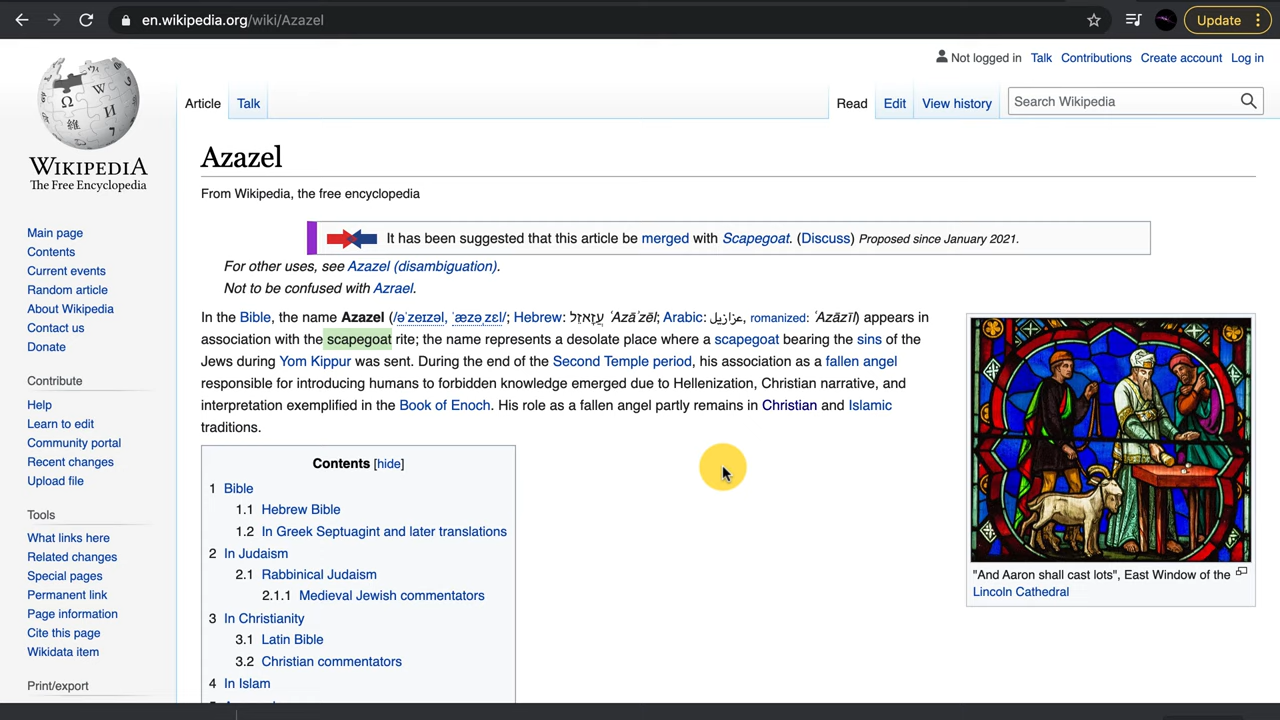 en.wikipedia.org/wiki/Azazel
Update
Not logged in Talk Contributions Create account Log in
Article Talk
Read Edit View history Search Wikipedia
WIKIPEDIA
The Free Encyclopedia
Main page
Contents
Current events
Random article
About Wikipedia
Contact us
Donate
Contribute
Help
Learn to edit
Community portal
Recent changes
Upload file
Tools
What links here
Related changes
Special pages
Permanent link
Page information
Cite this page
Wikidata item
Print/export
Azazel
From Wikipedia, the free encyclopedia
It has been suggested that this article be merged with Scapegoat. (Discuss) Proposed since January 2021.
For other uses, see Azazel (disambiguation).
Not to be confused with Azrael.
In the Bible, the name Azazel (/əˈzeɪzəl, ˈæzəˌzɛl/; Hebrew: עֲזָאזֵל ʿAzāʾzēl; Arabic: عزازيل, romanized: ʿAzāzīl) appears in
association with the scapegoat rite; the name represents a desolate place where a scapegoat bearing the sins of the
Jews during Yom Kippur was sent. During the end of the Second Temple period, his association as a fallen angel
responsible for introducing humans to forbidden knowledge emerged due to Hellenization, Christian narrative, and
interpretation exemplified in the Book of Enoch. His role as a fallen angel partly remains in Christian and Islamic
traditions.
Contents [hide]
1 Bible
1.1 Hebrew Bible
1.2 In Greek Septuagint and later translations
2 In Judaism
2.1 Rabbinical Judaism
2.1.1 Medieval Jewish commentators
3 In Christianity
3.1 Latin Bible
3.2 Christian commentators
4 In Islam
"And Aaron shall cast lots", East Window of the
Lincoln Cathedral